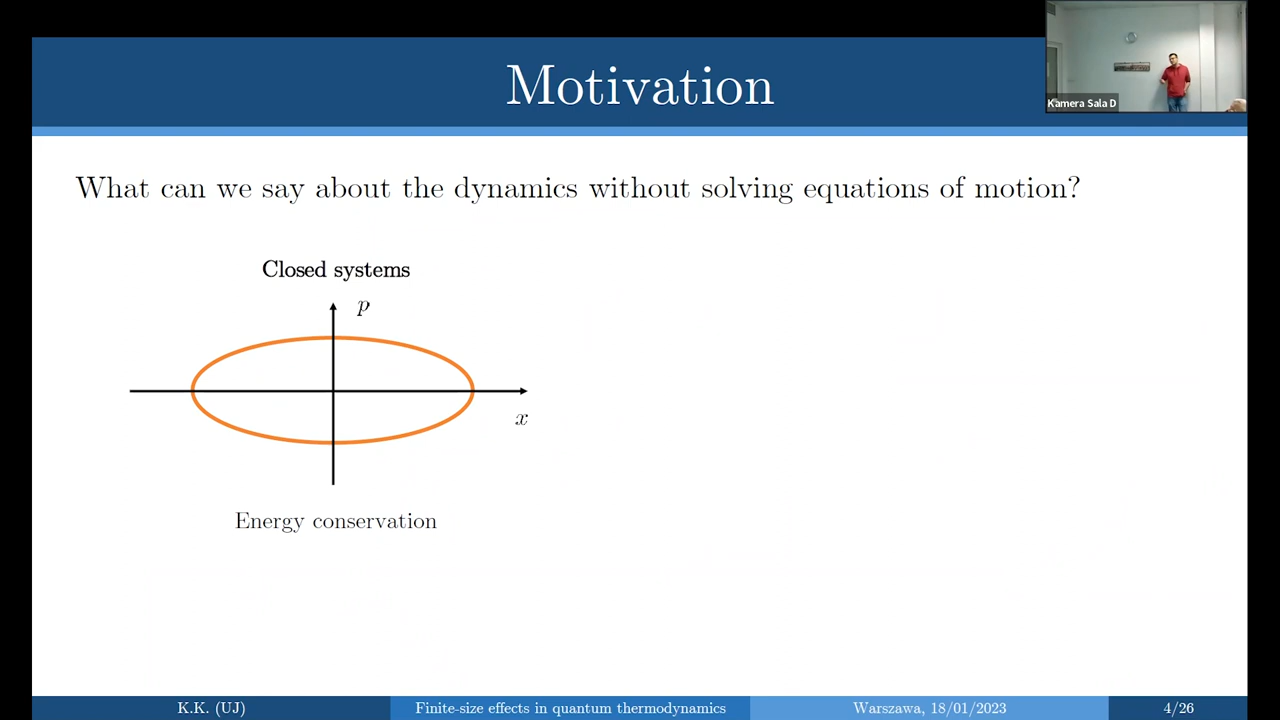 Motivation
Kamera Sala D
What can we say about the dynamics without solving equations of motion?
Closed systems
p
x
Energy conservation
K.K. (UJ)
Finite-size effects in quantum thermodynamics
Warszawa, 18/01/2023
4/26